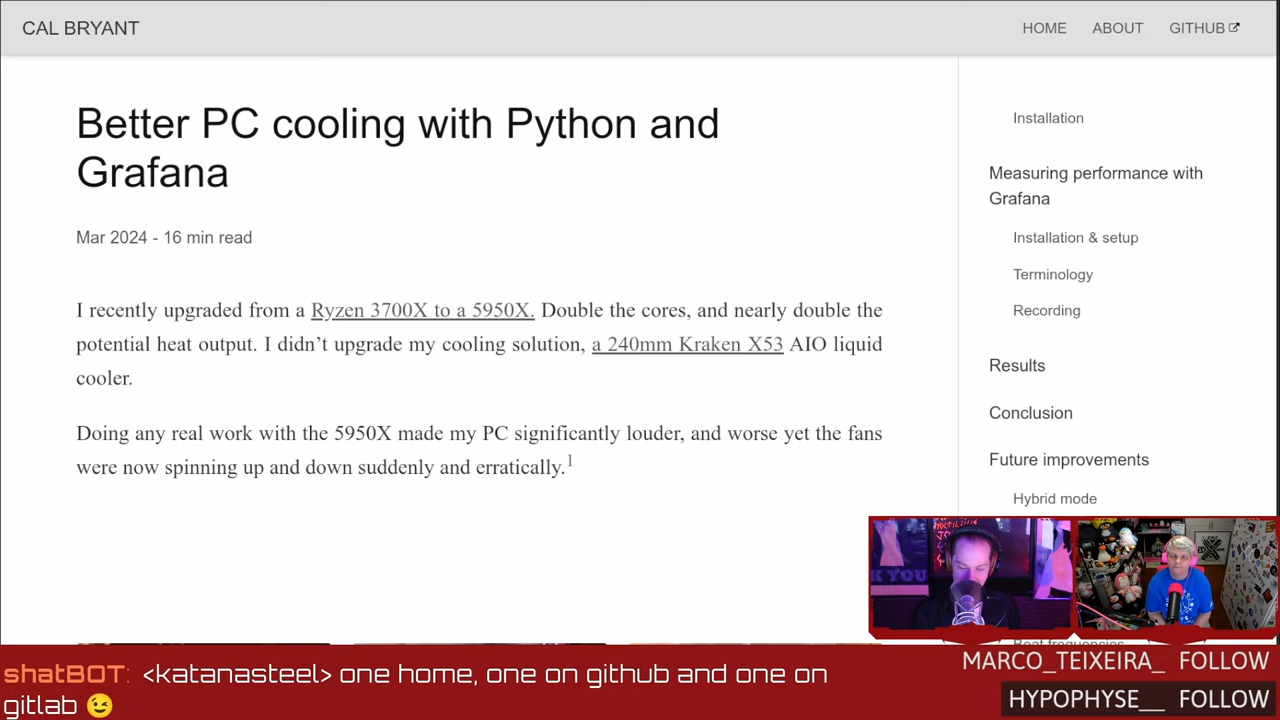 CAL BRYANT
HOME
ABOUT
GITHUB
Better PC cooling with Python and
Grafana
Mar 2024 - 16 min read
I recently upgraded from a Ryzen 3700X to a 5950X. Double the cores, and nearly double the
potential heat output. I didn’t upgrade my cooling solution, a 240mm Kraken X53 AIO liquid
cooler.
Doing any real work with the 5950X made my PC significantly louder, and worse yet the fans
were now spinning up and down suddenly and erratically.1
Installation
Measuring performance with
Grafana
Installation & setup
Terminology
Recording
Results
Conclusion
Future improvements
Hybrid mode
Beat frequencies
K YOU
shatBOT: <katanasteel> one home, one on github and one on
gitlab 😉
MARCO_TEIXEIRA_ FOLLOW
HYPOPHYSE__ FOLLOW